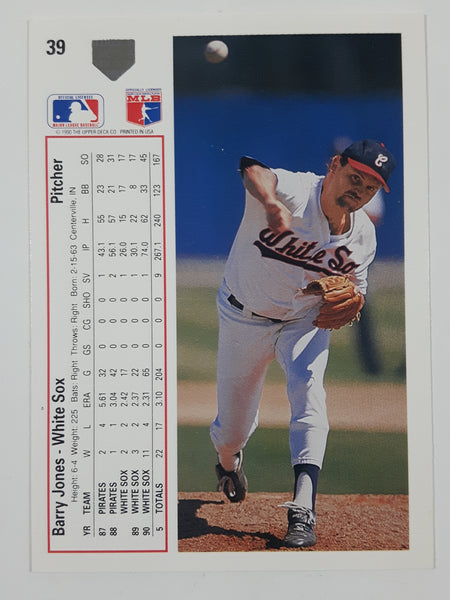 39
OFFICIAL LICENSEE
MAJOR LEAGUE BASEBALL
MLB
© 1990 THE UPPER DECK CO. PRINTED IN USA
Barry Jones - White Sox Pitcher
Height: 6-4 Weight: 225 Bats: Right Throws: Right Born: 2-15-63 Centerville, IN
YR TEAM W L ERA G GS CG SHO SV IP H BB SO
87 PIRATES 2 4 5.61 32 0 0 0 1 43.1 55 23 28
88 PIRATES 1 1 3.04 42 0 0 0 2 56.1 57 21 31
WHITE SOX 2 2 2.42 17 0 0 0 1 26.0 15 17 17
89 WHITE SOX 3 2 2.37 22 0 0 0 1 30.1 22 8 17
90 WHITE SOX 11 4 2.31 65 0 0 0 1 74.0 62 33 45
5 TOTALS 22 17 3.10 204 0 0 0 9 267.1 240 123 167
C
White Sox